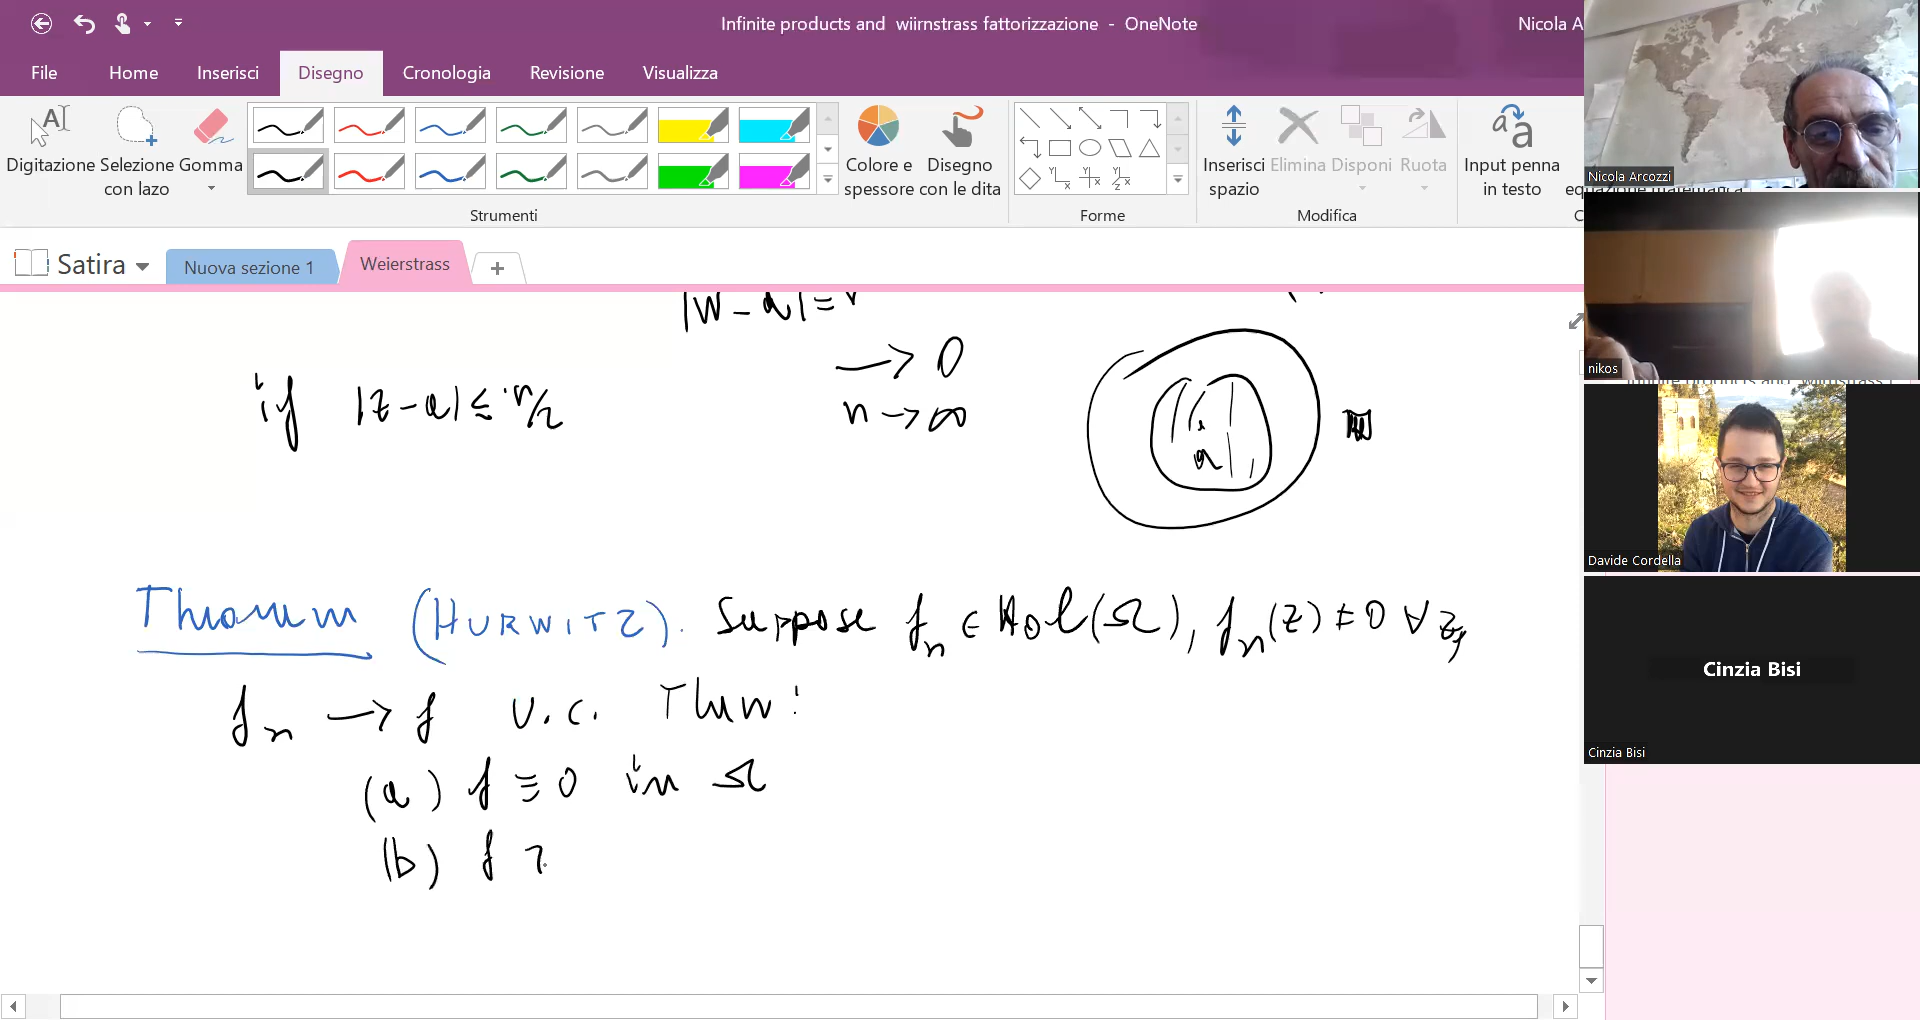 Infinite products and wiirnstrass fattorizzazione - OneNote
Nicola A
File Home Inserisci Disegno Cronologia Revisione Visualizza
Digitazione Selezione con lazo Gomma
Colore e spessore Disegno con le dita
Inserisci spazio Elimina Disponi Ruota
Input penna in testo
Strumenti Forme Modifica
Satira Nuova sezione 1 Weierstrass +
|w-a|=r
→ 0
if |z-a| ≤ r/2 n → ∞
a
Theorem (HURWITZ). Suppose fₙ ∈ Hol(Ω), fₙ(z) ≠ 0 ∀ z,
fₙ → f U.C. Then:
(a) f ≡ 0 in Ω
(b) f
Nicola Arcozzi
nikos
Davide Cordella
Cinzia Bisi
Cinzia Bisi